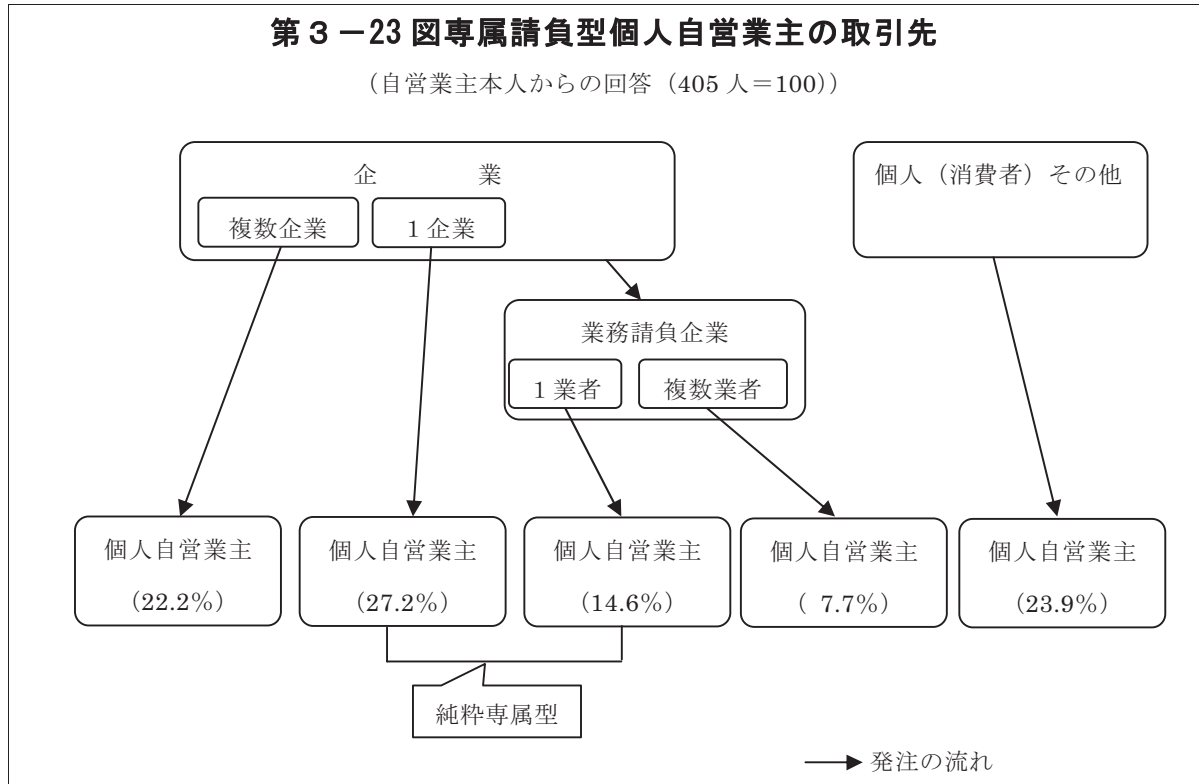 第３－23 図専属請負型個人自営業主の取引先
（自営業主本人からの回答（405 人＝100））
企　　　業
複数企業
１企業
個人（消費者）その他
業務請負企業
１業者
複数業者
個人自営業主
（22.2％）
個人自営業主
（27.2％）
個人自営業主
（14.6％）
個人自営業主
（ 7.7％）
個人自営業主
（23.9％）
純粋専属型
発注の流れ